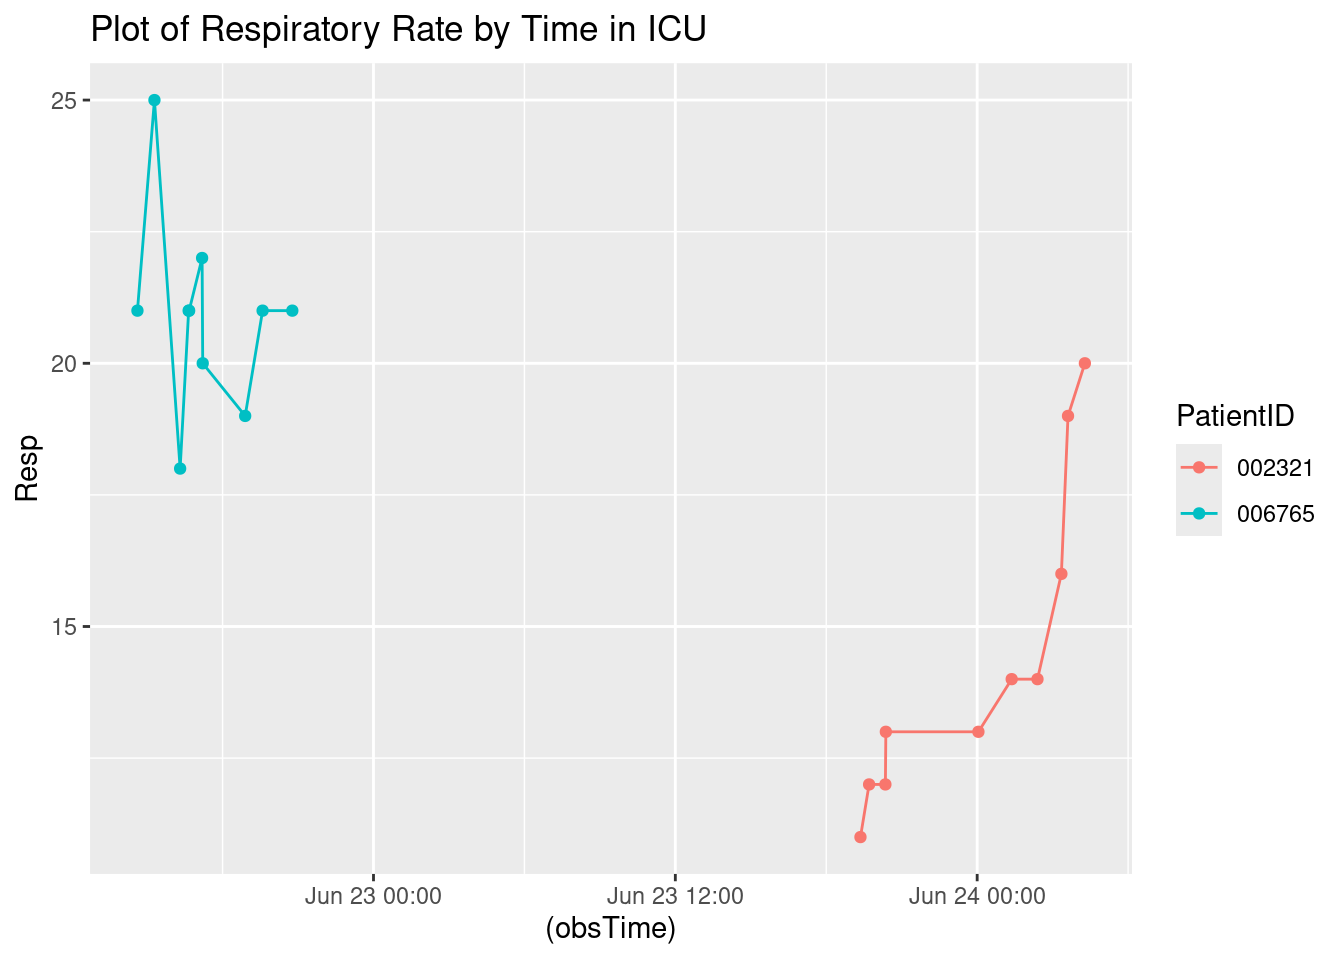 Plot of Respiratory Rate by Time in ICU
25
20
15
Resp
Jun 23 00:00
Jun 23 12:00
Jun 24 00:00
(obsTime)
PatientID
002321
006765